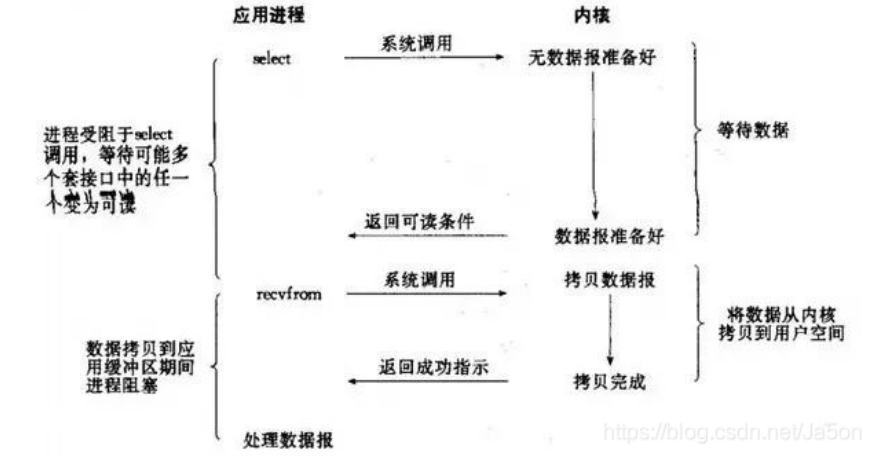 应用进程 内核
select 系统调用 无数据报准备好
进程受阻于select
调用，等待可能多
个套接口中的任一
个变为可读
等待数据
返回可读条件 数据报准备好
recvfrom 系统调用 拷贝数据报
将数据从内核
拷贝到用户空间
数据拷贝到应
用缓冲区期间
进程阻塞
返回成功指示 拷贝完成
处理数据报
https://blog.csdn.net/Ja5on